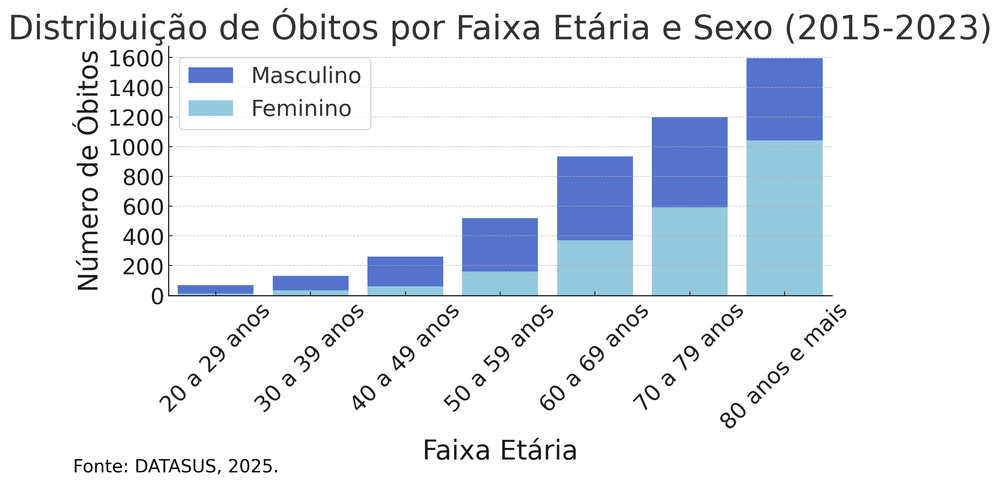 Distribuição de Óbitos por Faixa Etária e Sexo (2015-2023)
Número de Óbitos
1600
1400
1200
1000
800
600
400
200
0
Masculino
Feminino
20 a 29 anos
30 a 39 anos
40 a 49 anos
50 a 59 anos
60 a 69 anos
70 a 79 anos
80 anos e mais
Faixa Etária
Fonte: DATASUS, 2025.